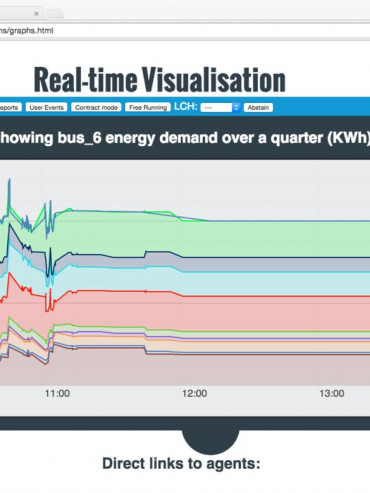 ns/graphs.html
Real-time Visualisation
eports User Events Contract mode Free Running LCH: --- Abstain
howing bus_6 energy demand over a quarter (KWh)
11:00 12:00 13:00
Direct links to agents: